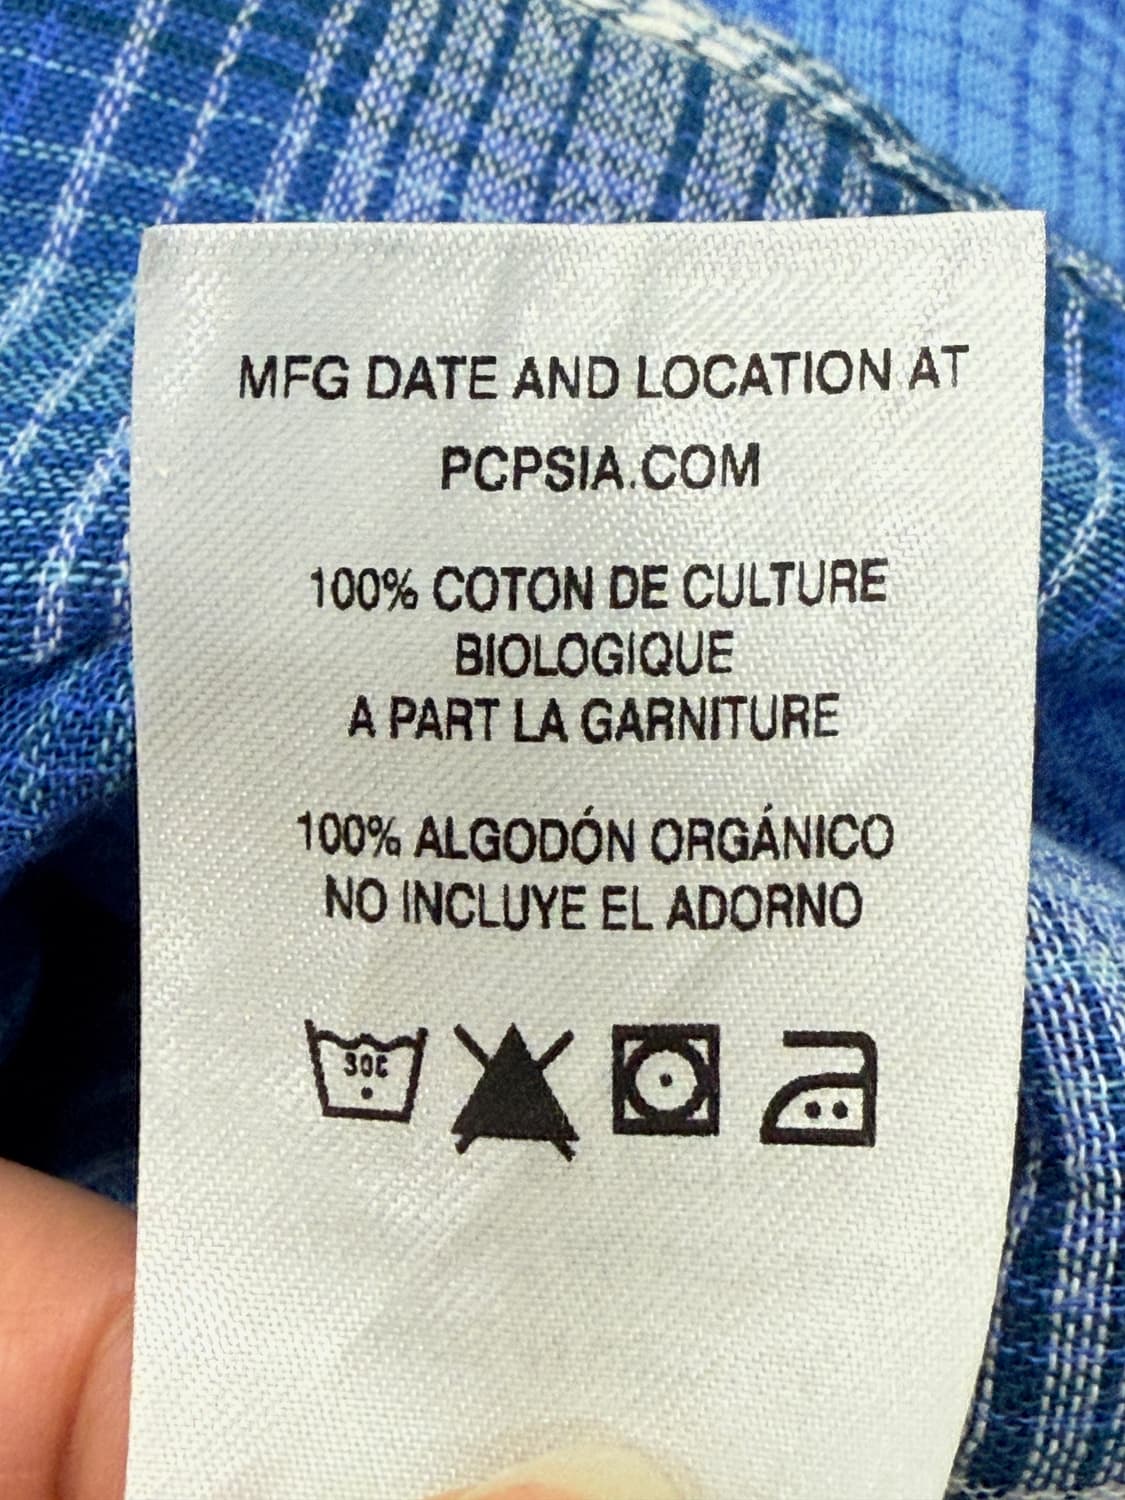 MFG DATE AND LOCATION AT
PCPSIA.COM
100% COTON DE CULTURE
BIOLOGIQUE
A PART LA GARNITURE
100% ALGODÓN ORGÁNICO
NO INCLUYE EL ADORNO
30C